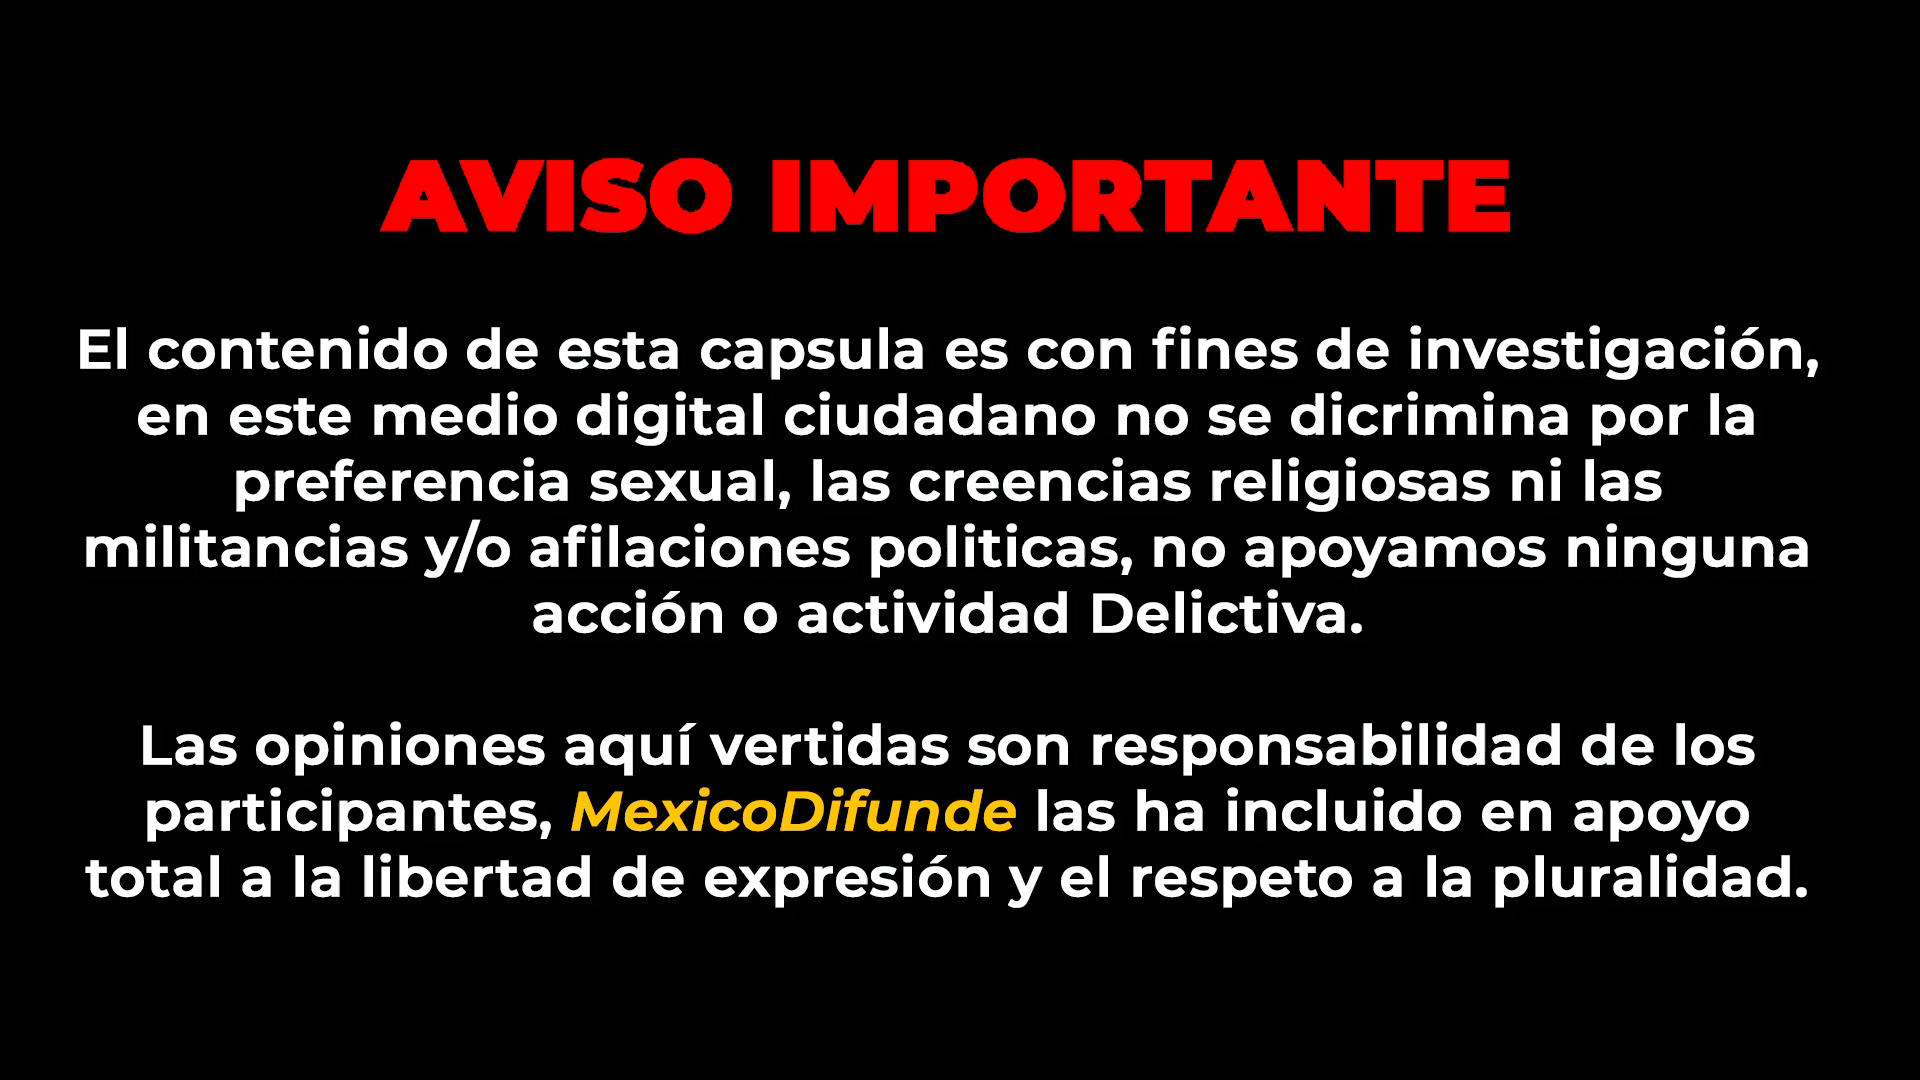 AVISO IMPORTANTE
El contenido de esta capsula es con fines de investigación,
en este medio digital ciudadano no se dicrimina por la
preferencia sexual, las creencias religiosas ni las
militancias y/o afilaciones politicas, no apoyamos ninguna
acción o actividad Delictiva.
Las opiniones aquí vertidas son responsabilidad de los
participantes, MexicoDifunde las ha incluido en apoyo
total a la libertad de expresión y el respeto a la pluralidad.